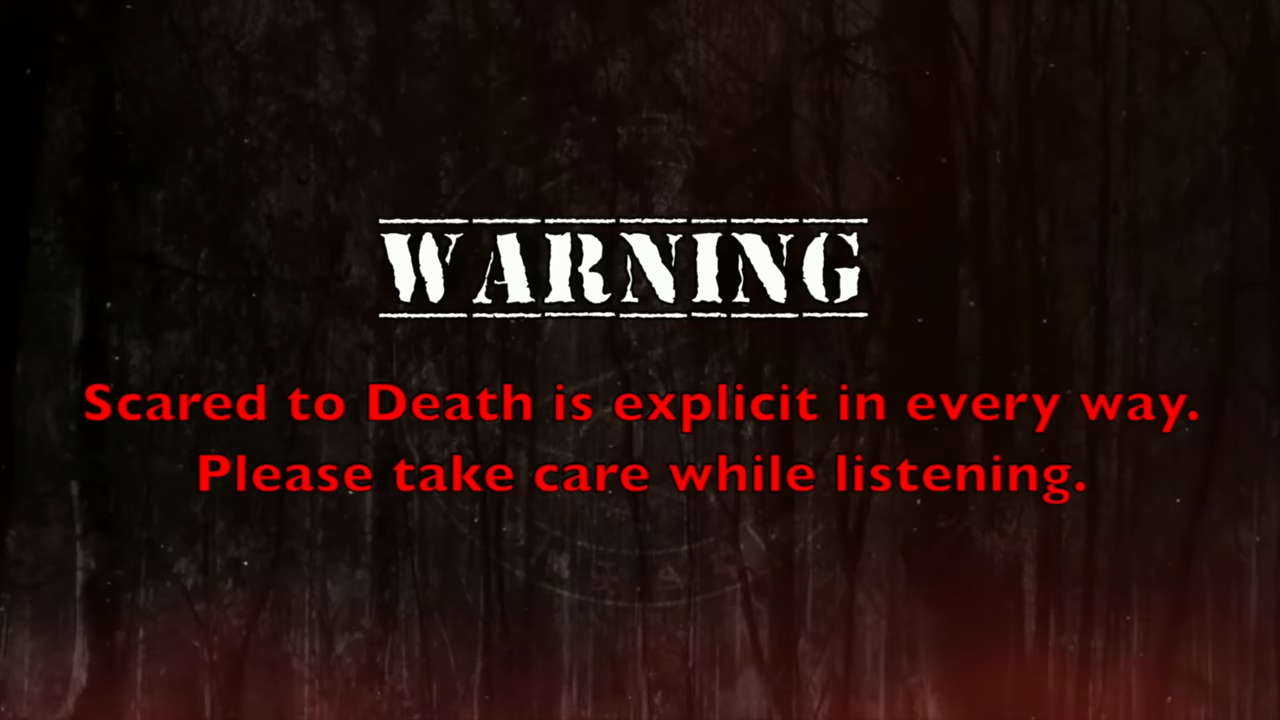 WARNING
Scared to Death is explicit in every way.
Please take care while listening.